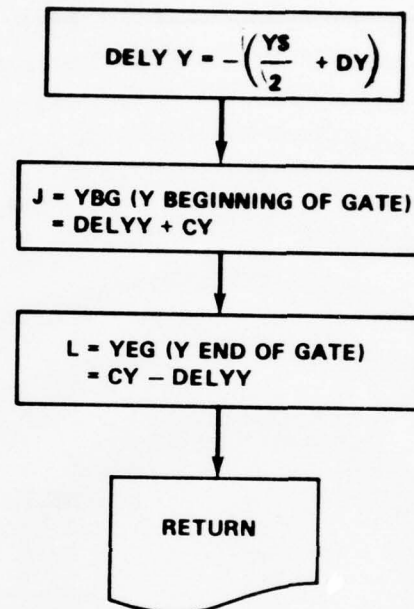 DELY Y = -(YS/2 + DY)
J = YBG (Y BEGINNING OF GATE)
= DELYY + CY
L = YEG (Y END OF GATE)
= CY - DELYY
RETURN